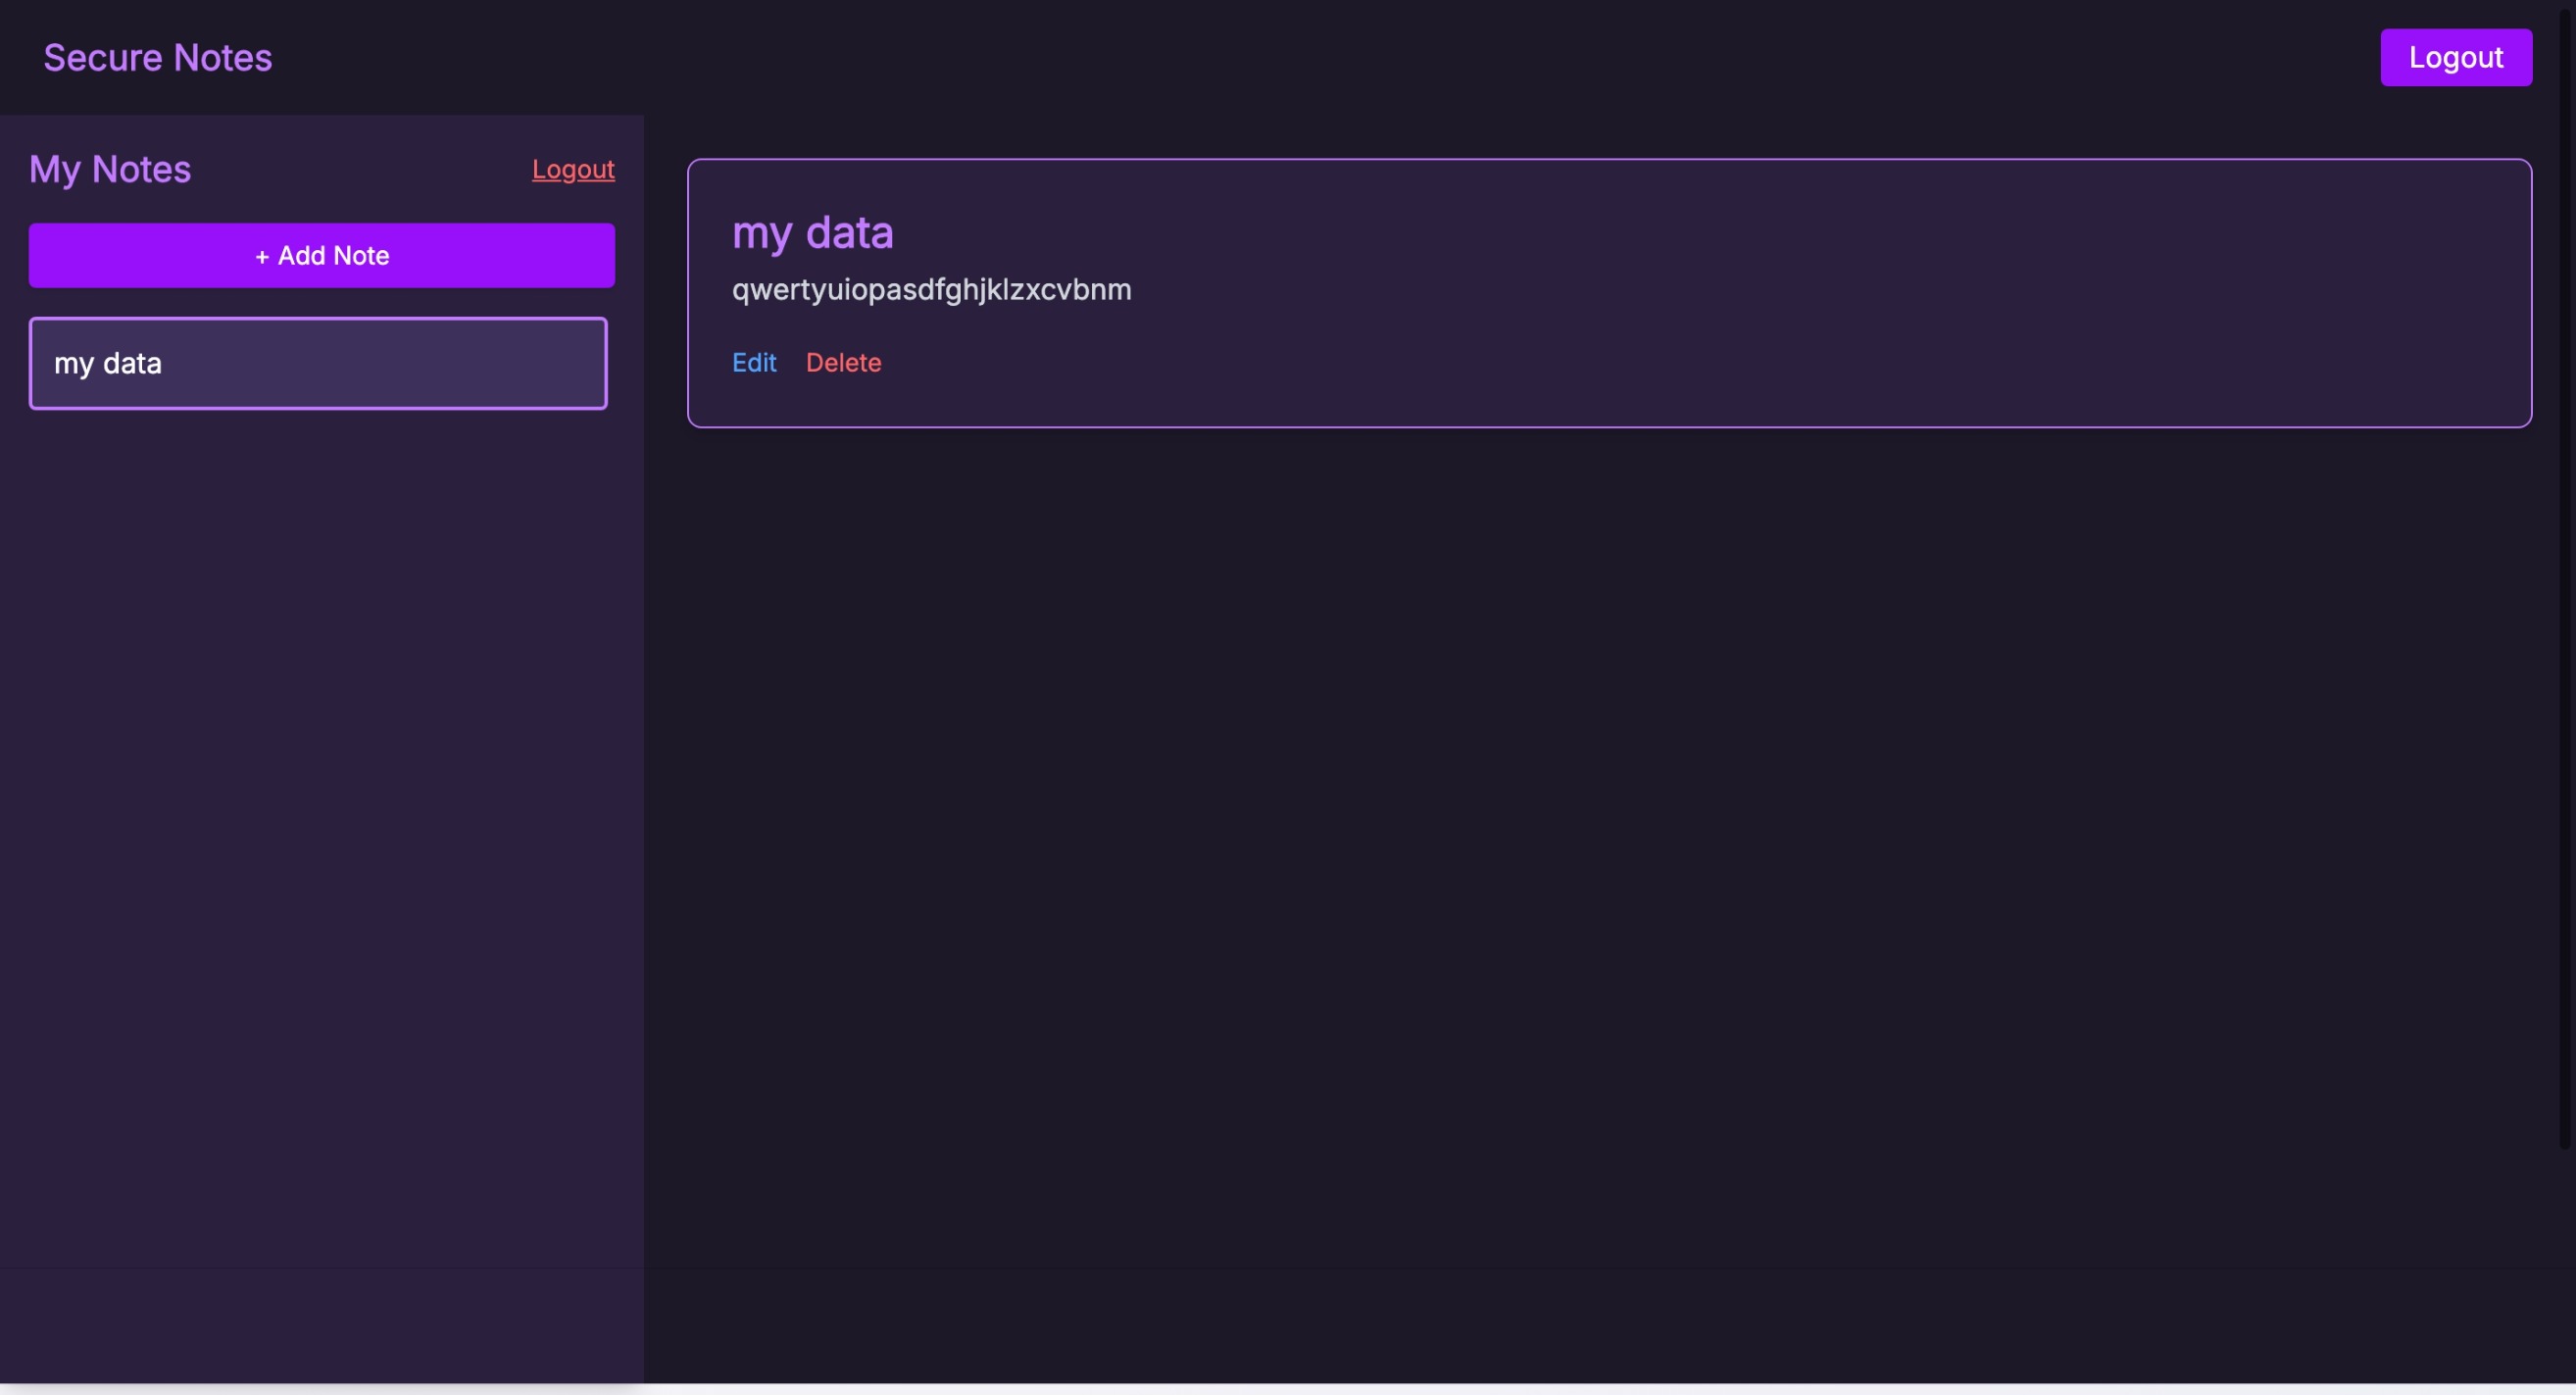 Secure Notes
Logout
My Notes
Logout
+ Add Note
my data
my data
qwertyuiopasdfghjklzxcvbnm
Edit Delete